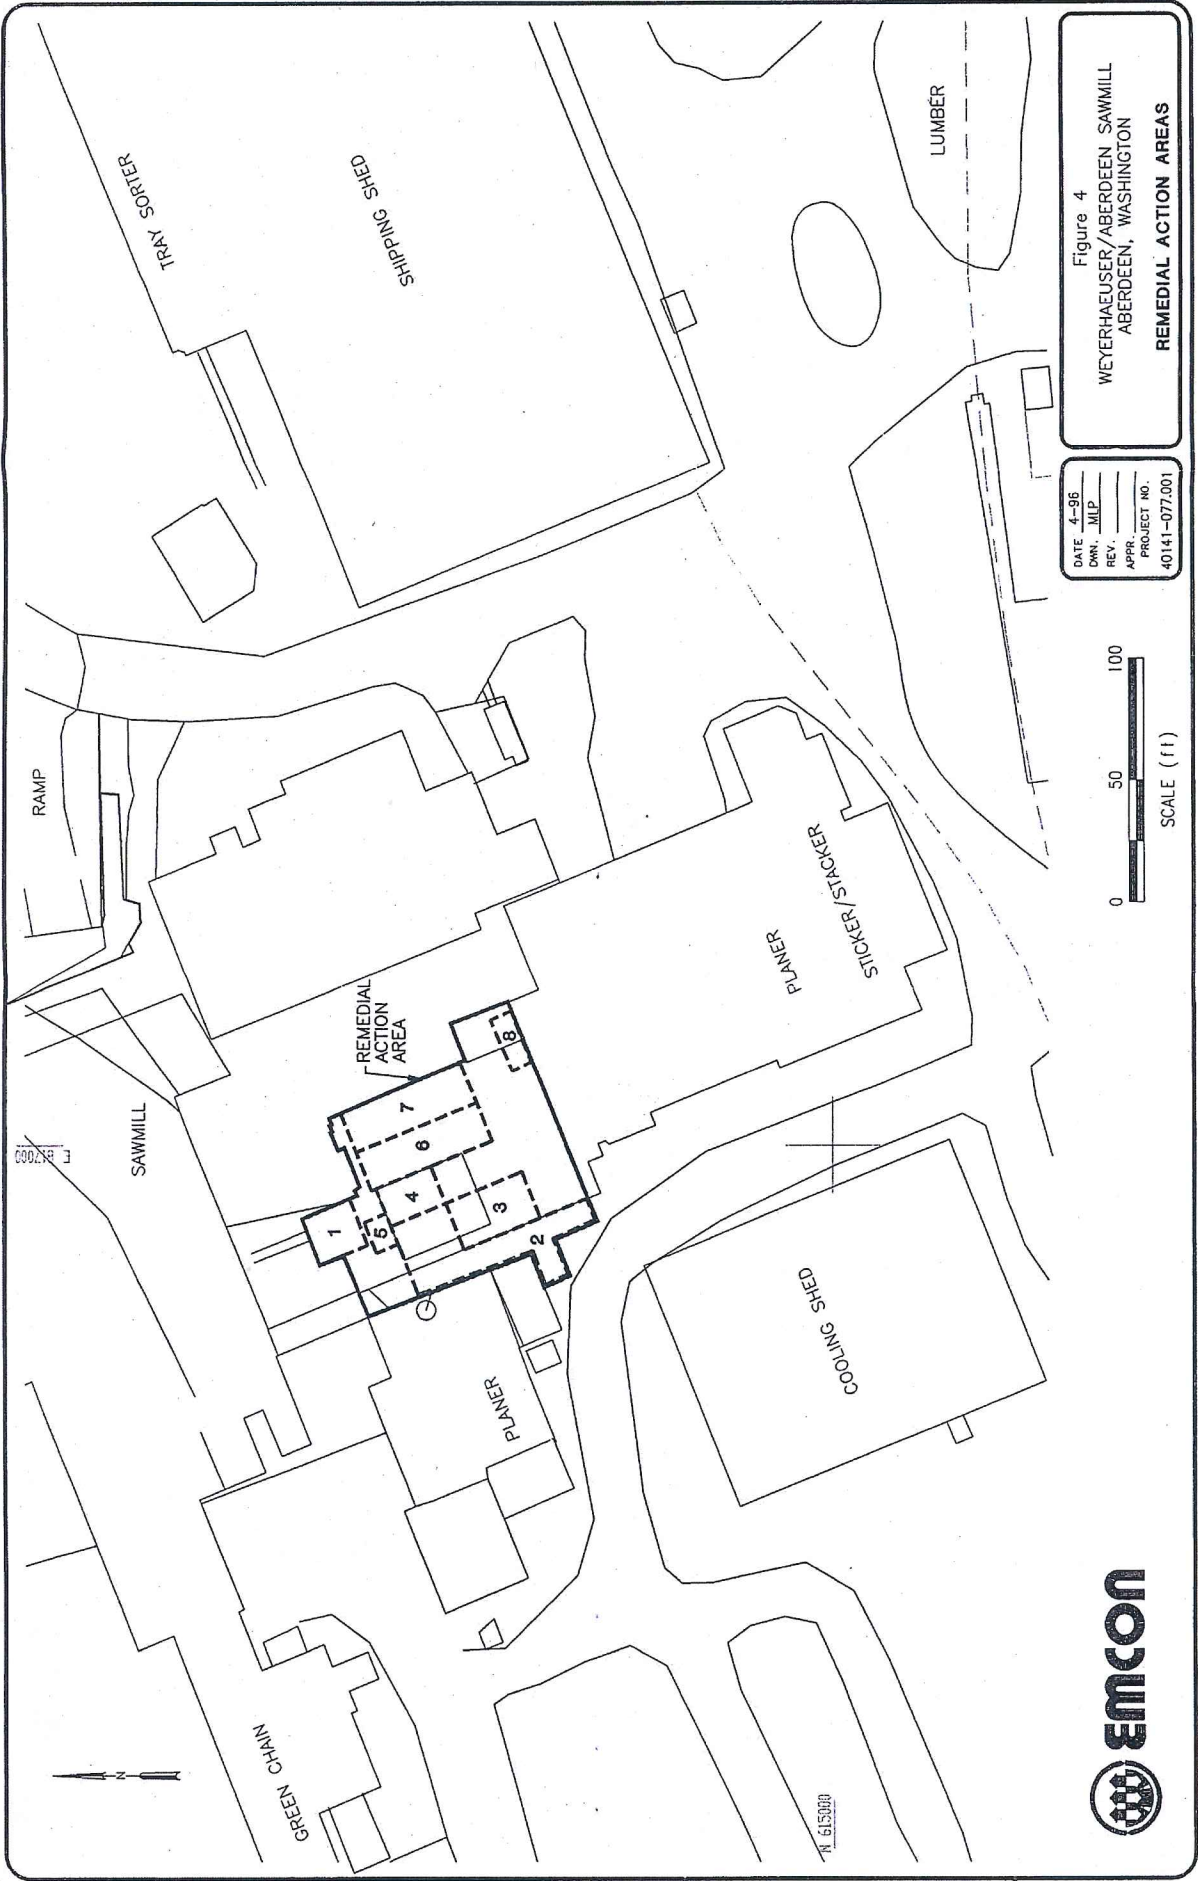 RAMP
TRAY SORTER
SHIPPING SHED
LUMBER
SAWMILL
E 817000
REMEDIAL
ACTION
AREA
1
5
4
6
7
3
2
8
PLANER
PLANER
STICKER/STACKER
COOLING SHED
GREEN CHAIN
N
N 615000
emcon
0
50
100
SCALE (ft)
DATE 4-96
DWN. MLP
REV.
APPR.
PROJECT NO.
40141-077.001
Figure 4
WEYERHAEUSER/ABERDEEN SAWMILL
ABERDEEN, WASHINGTON
REMEDIAL ACTION AREAS